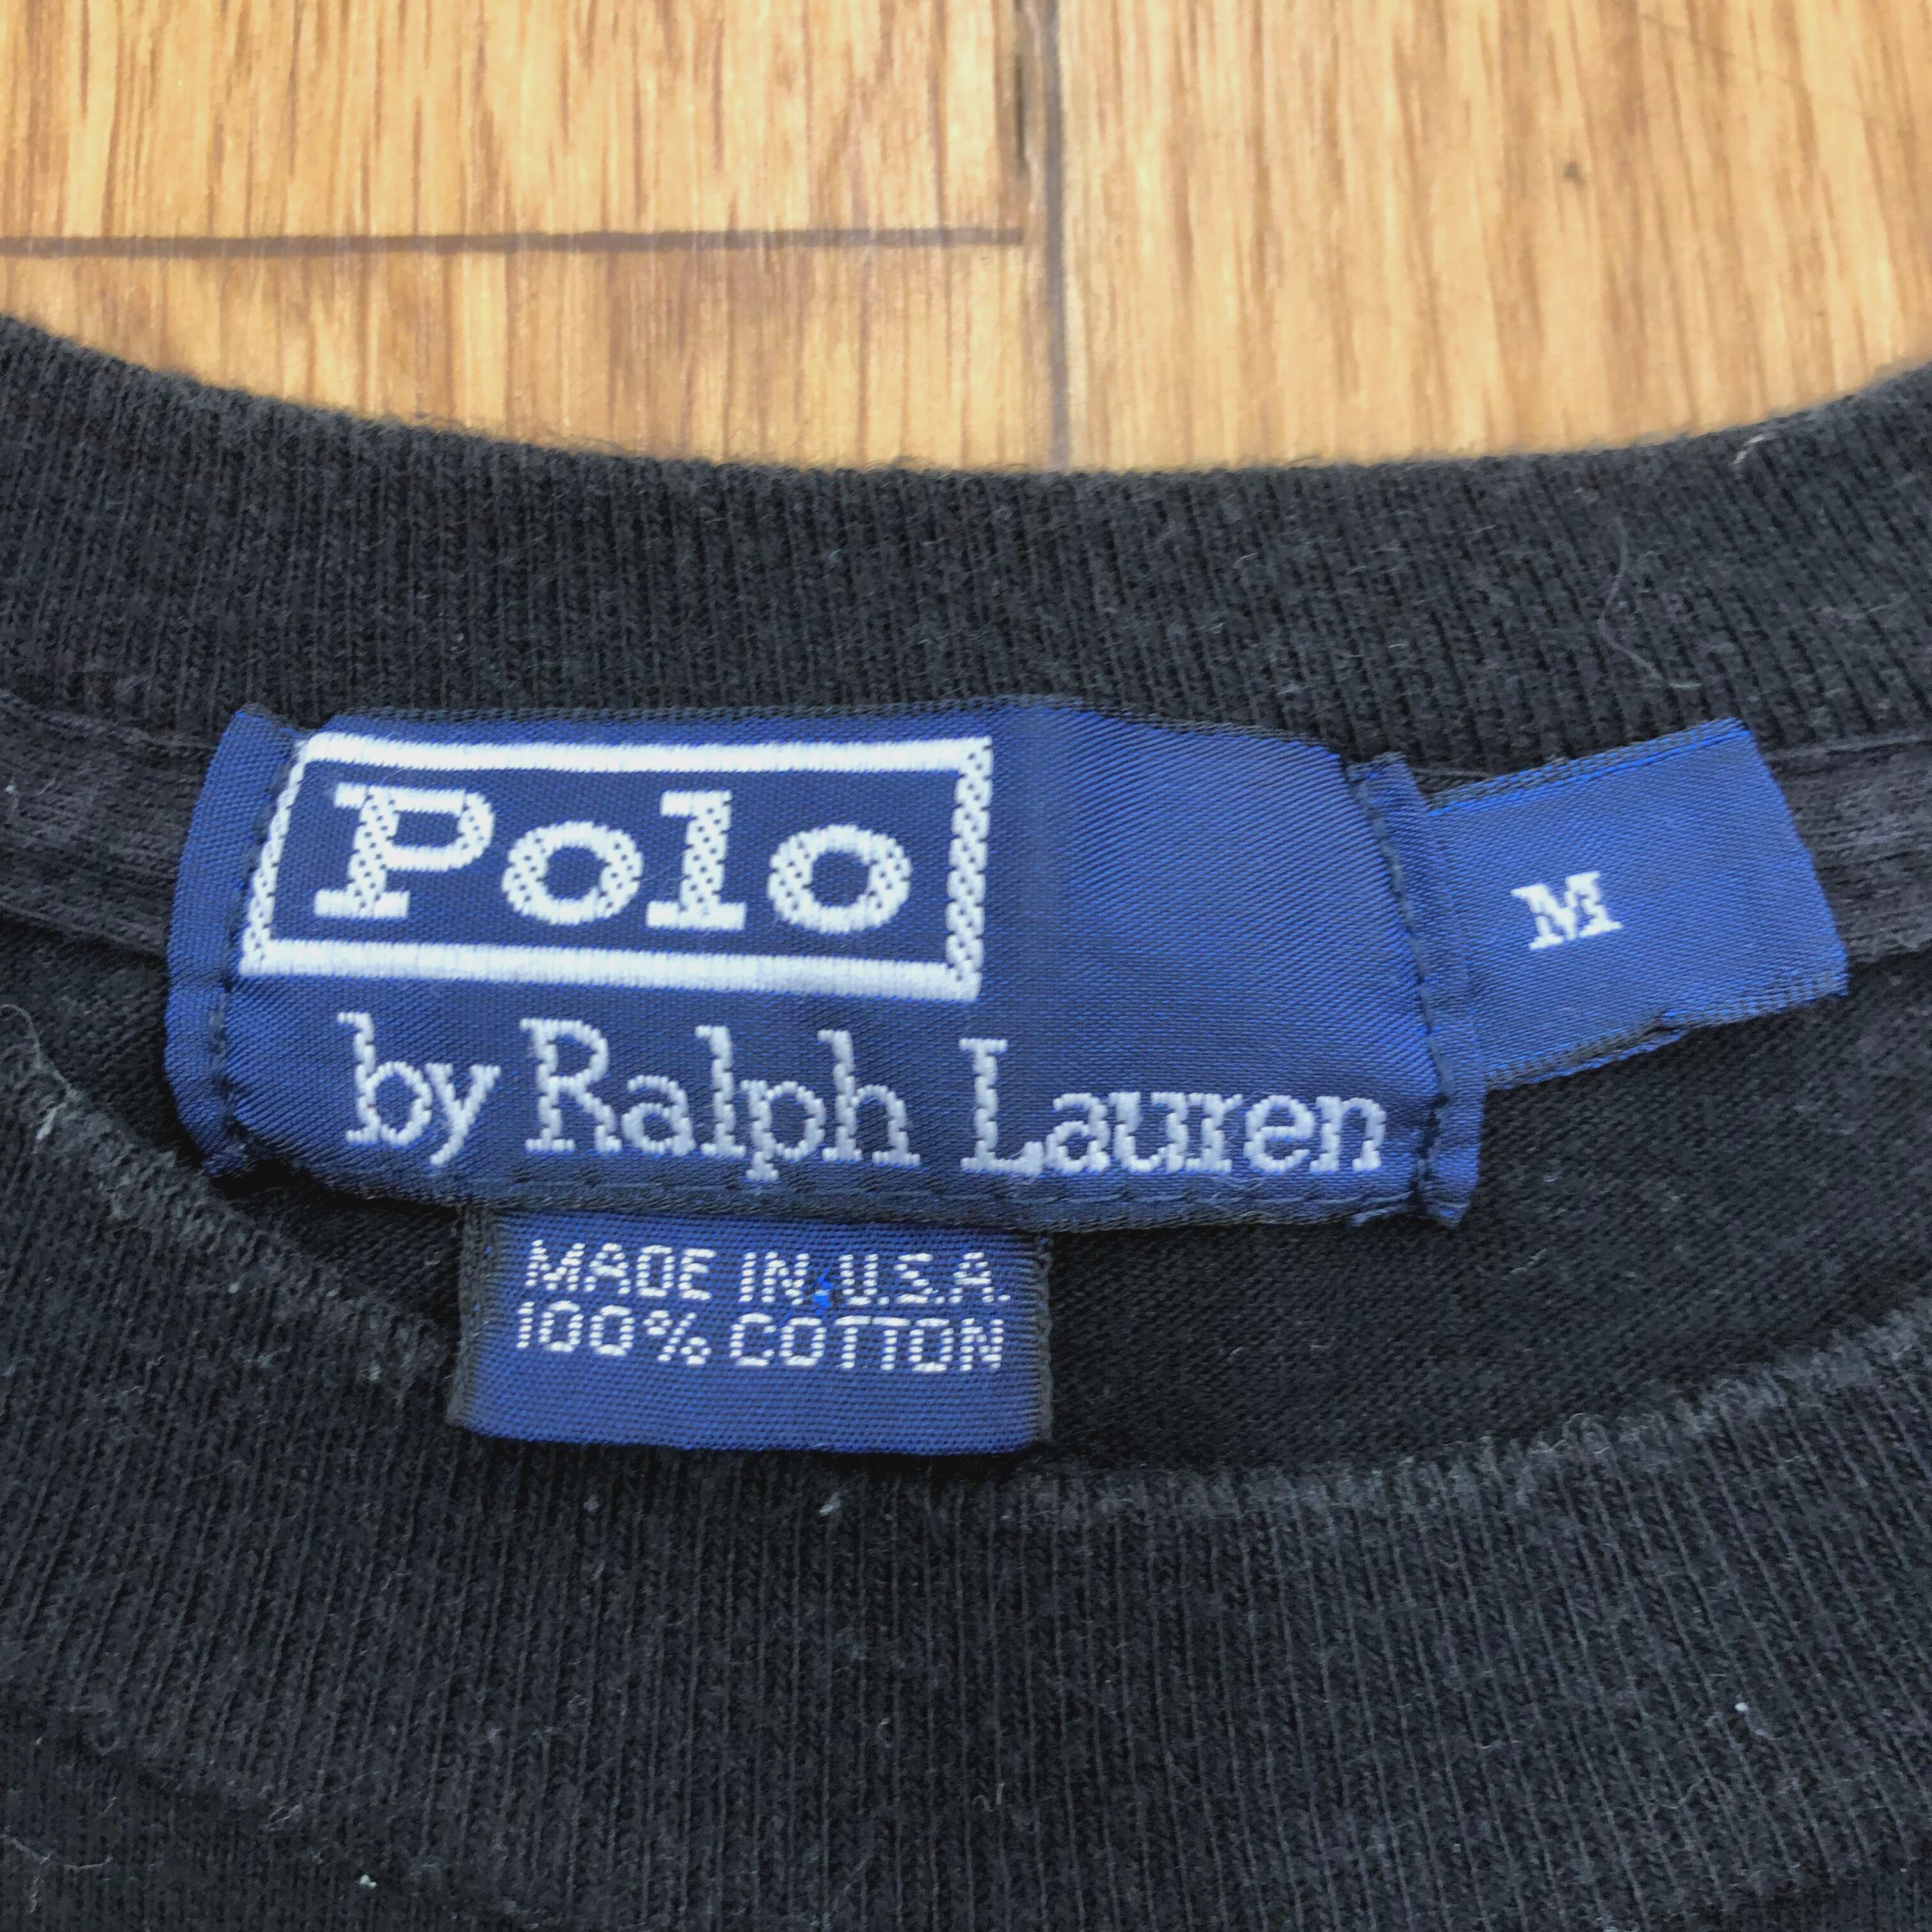 Polo
by Ralph Lauren
M
MADE IN U.S.A.
100% COTTON